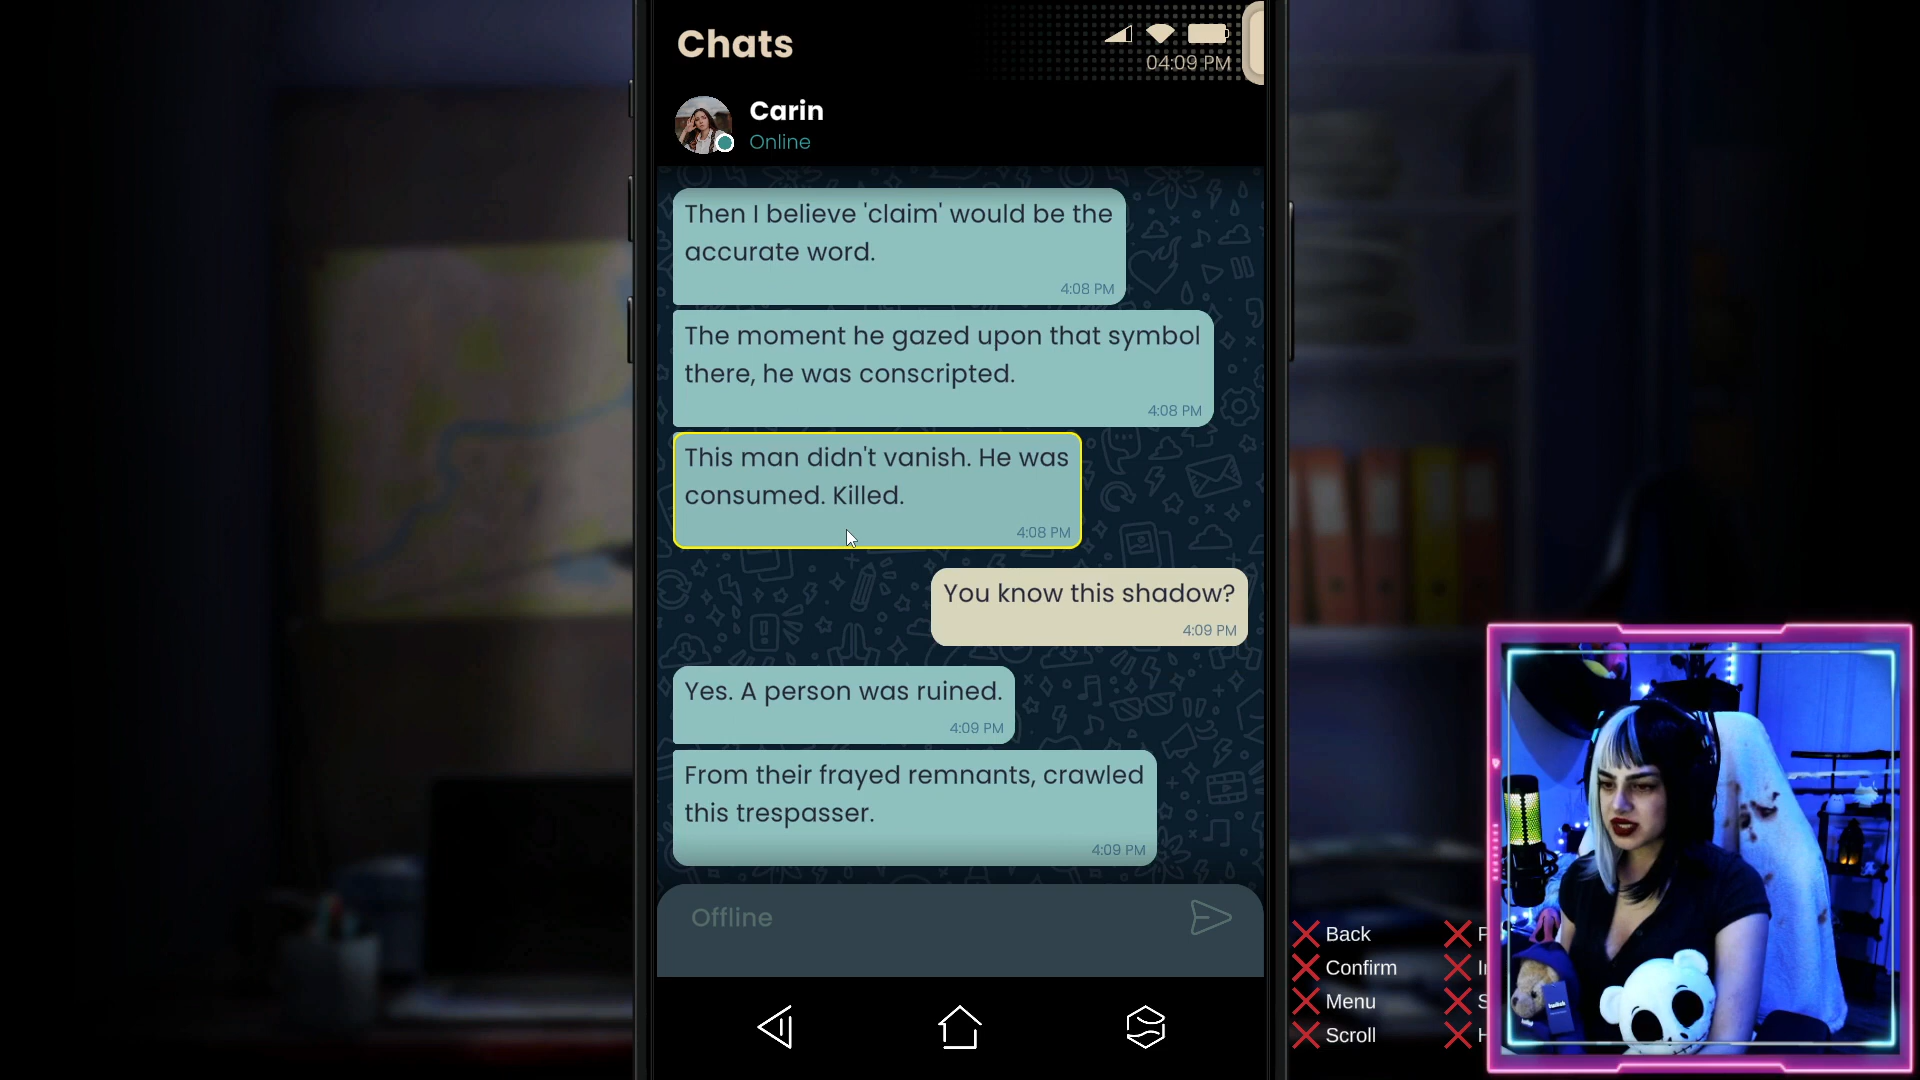 Chats
04:09 PM
Carin
Online
Then I believe 'claim' would be the
accurate word.
4:08 PM
The moment he gazed upon that symbol
there, he was conscripted.
4:08 PM
This man didn't vanish. He was
consumed. Killed.
4:08 PM
You know this shadow?
4:09 PM
Yes. A person was ruined.
4:09 PM
From their frayed remnants, crawled
this trespasser.
4:09 PM
Offline
Back
Confirm
Menu
Scroll